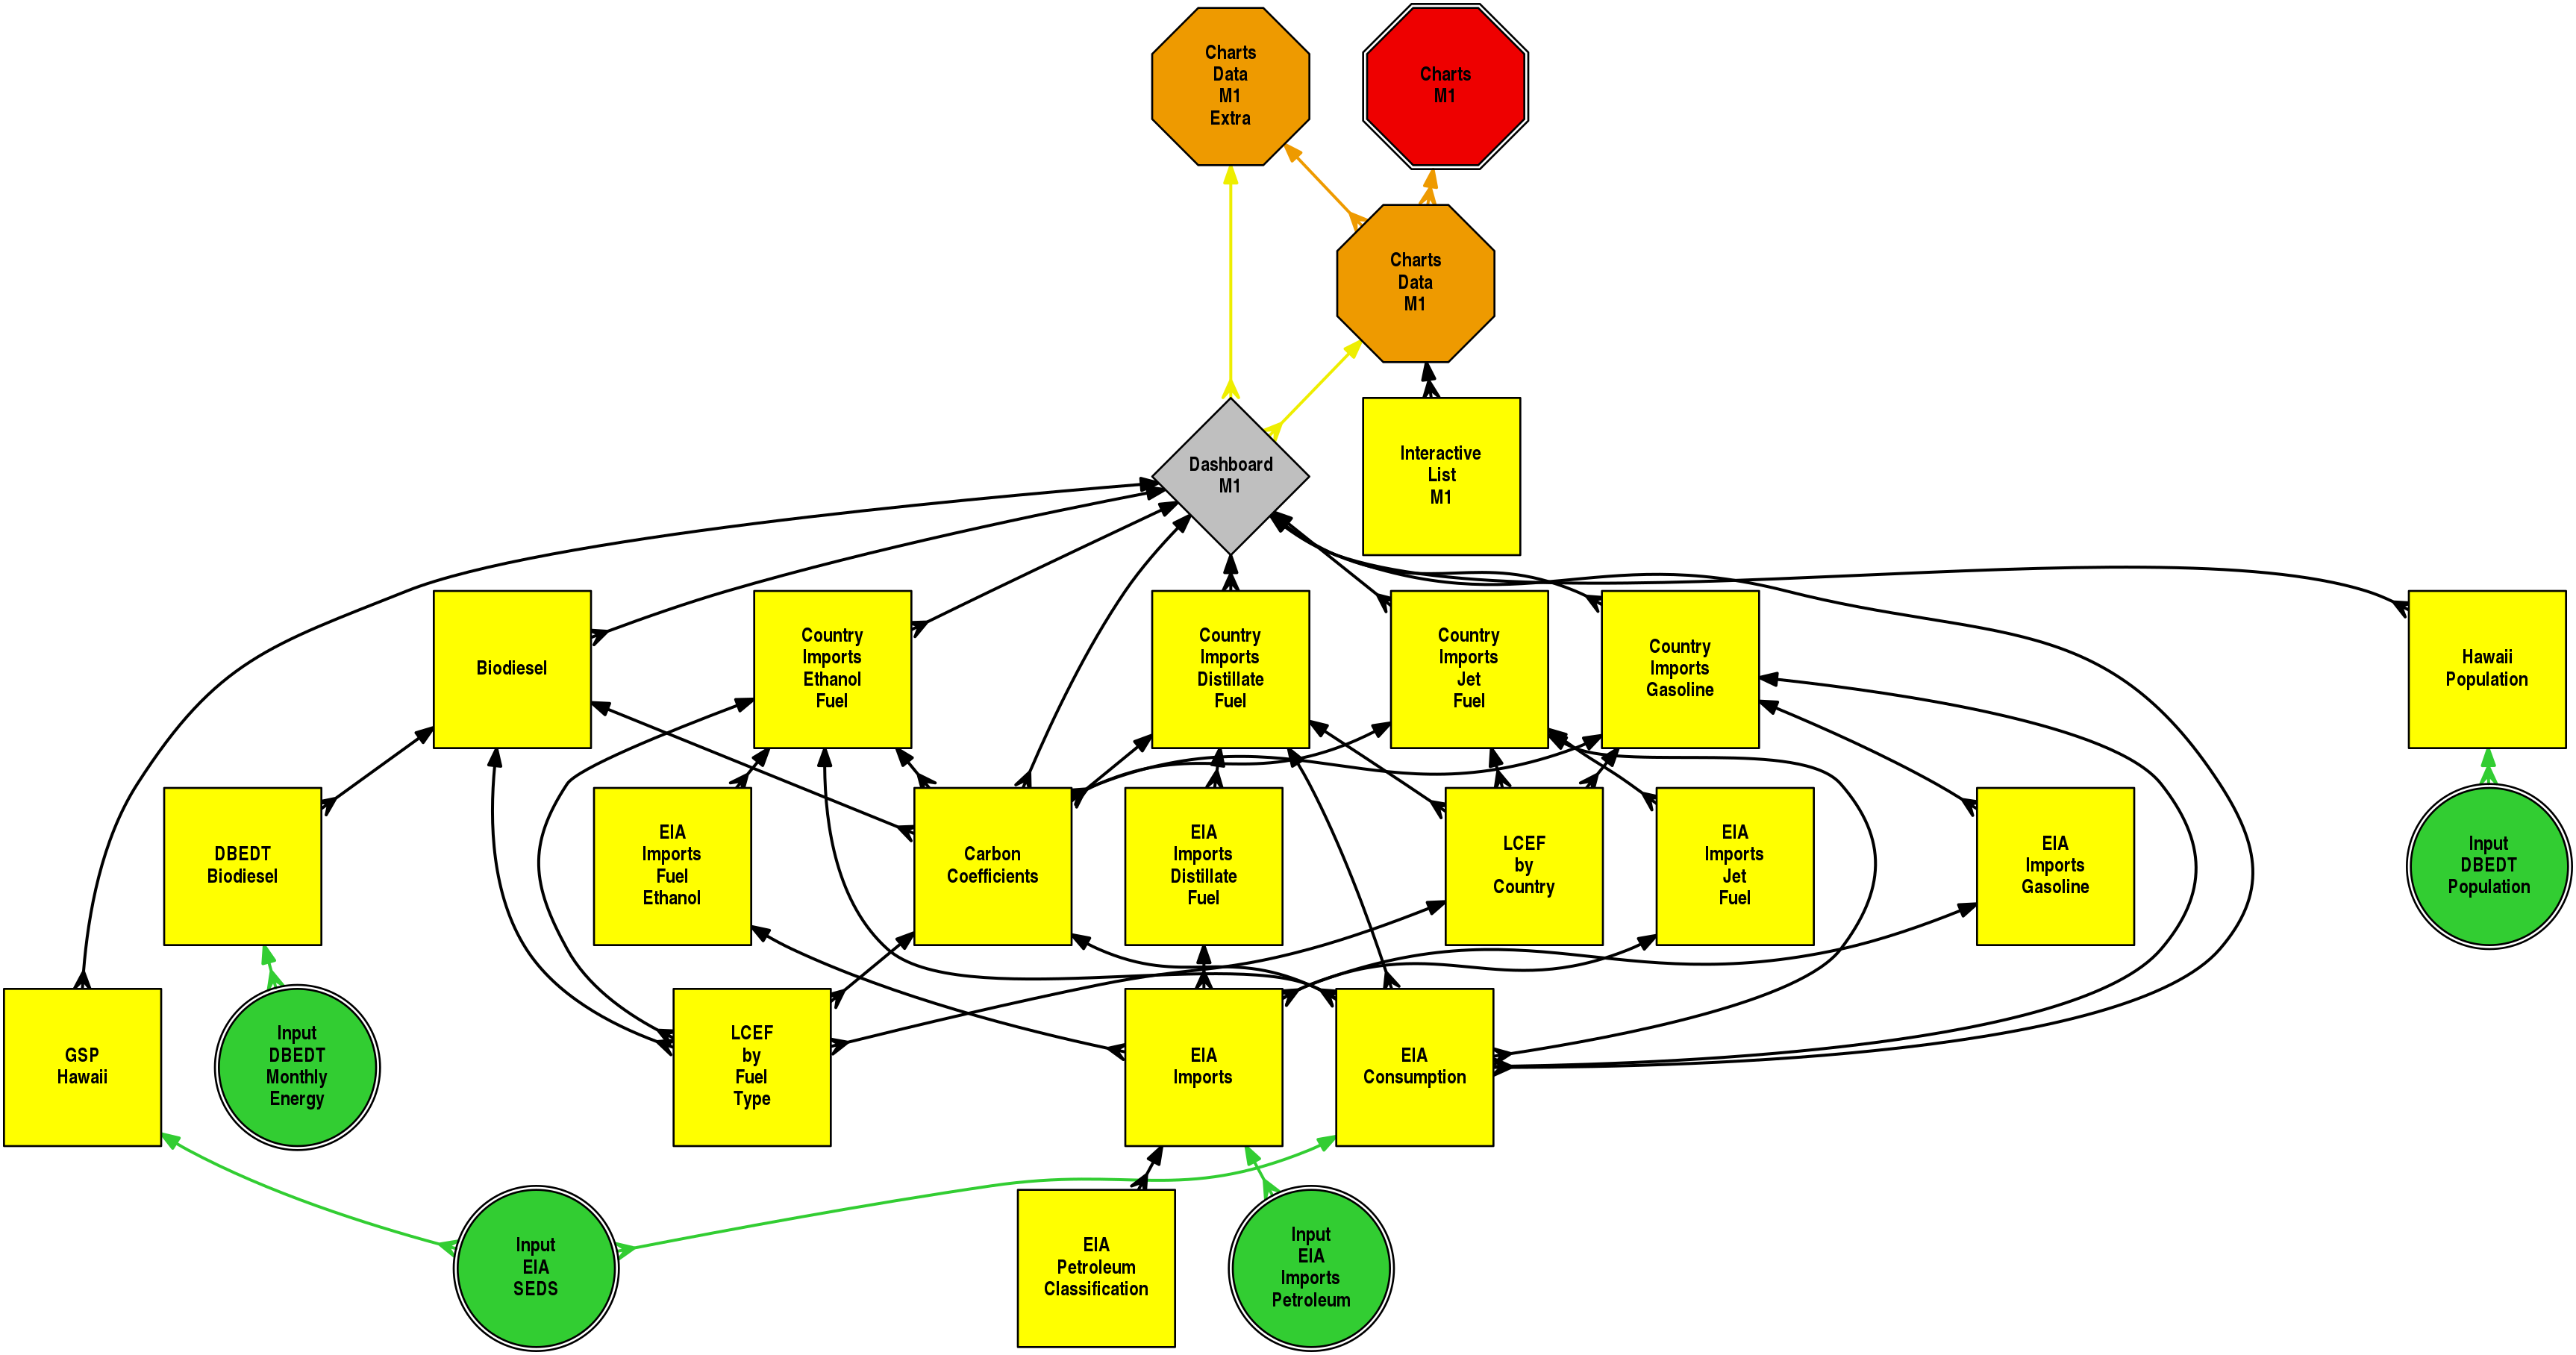 Charts
Data
M1
Extra
Charts
M1
Charts
Data
M1
Dashboard
M1
Interactive
List
M1
Biodiesel
Country
Imports
Ethanol
Fuel
Country
Imports
Distillate
Fuel
Country
Imports
Jet
Fuel
Country
Imports
Gasoline
Hawaii
Population
DBEDT
Biodiesel
EIA
Imports
Fuel
Ethanol
Carbon
Coefficients
EIA
Imports
Distillate
Fuel
LCEF
by
Country
EIA
Imports
Jet
Fuel
EIA
Imports
Gasoline
Input
DBEDT
Population
GSP
Hawaii
Input
DBEDT
Monthly
Energy
LCEF
by
Fuel
Type
EIA
Imports
EIA
Consumption
Input
EIA
SEDS
EIA
Petroleum
Classification
Input
EIA
Imports
Petroleum